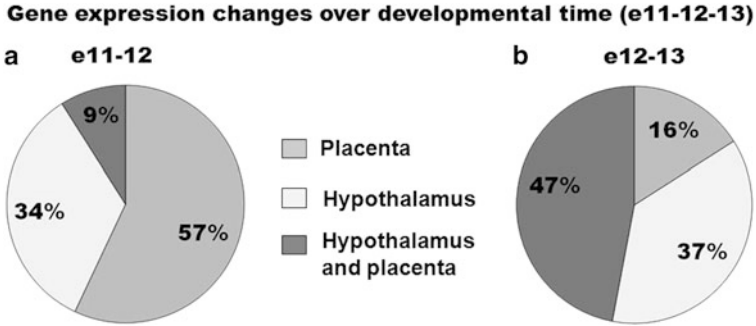 Gene expression changes over developmental time (e11-12-13)
a
e11-12
9%
34%
57%
Placenta
Hypothalamus
Hypothalamus
and placenta
b
e12-13
16%
47%
37%